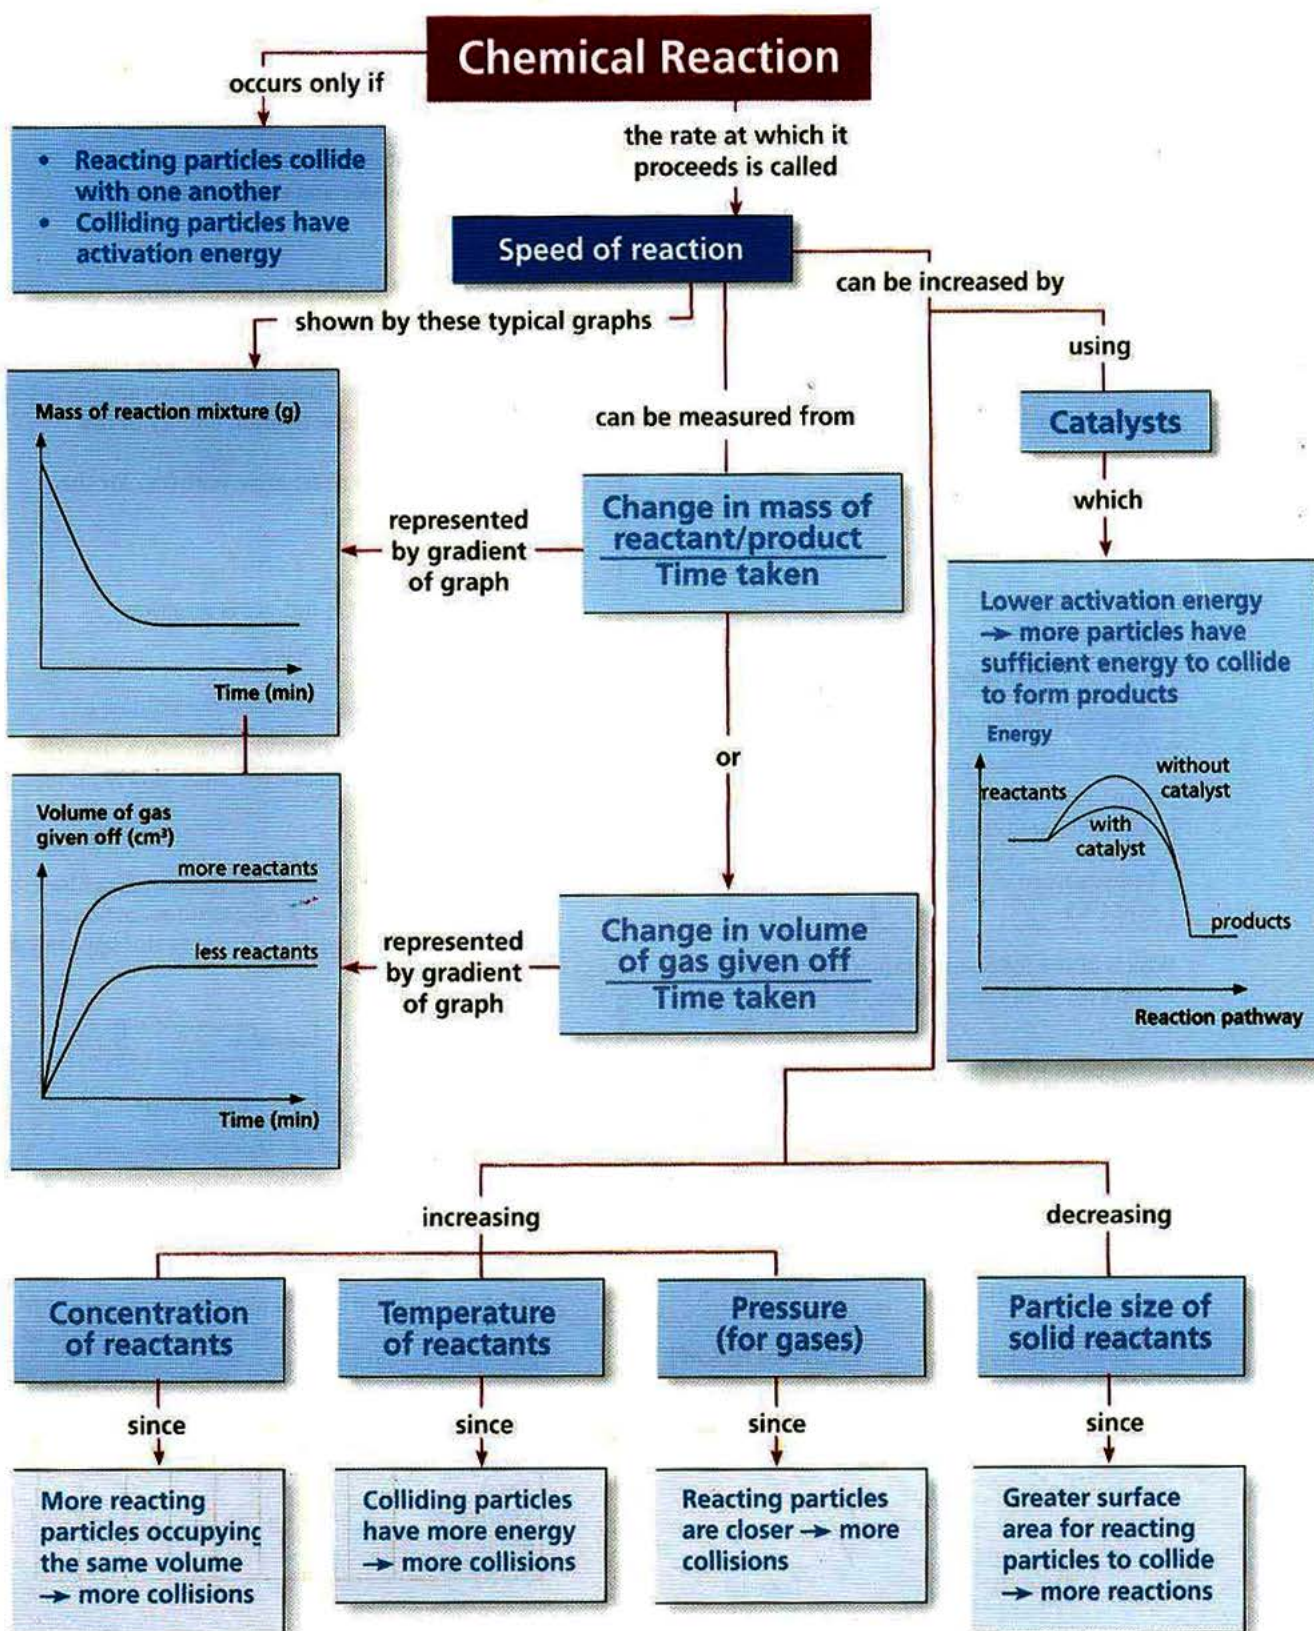 Chemical Reaction
occurs only if
• Reacting particles collide
with one another
• Colliding particles have
activation energy
the rate at which it
proceeds is called
Speed of reaction
can be increased by
shown by these typical graphs
using
Catalysts
which
Lower activation energy
→ more particles have
sufficient energy to collide
to form products
Energy
reactants
without
catalyst
with
catalyst
products
Reaction pathway
can be measured from
Change in mass of
reactant/product
Time taken
represented
by gradient
of graph
Mass of reaction mixture (g)
Time (min)
or
Change in volume
of gas given off
Time taken
represented
by gradient
of graph
Volume of gas
given off (cm³)
more reactants
less reactants
Time (min)
increasing
decreasing
Concentration
of reactants
Temperature
of reactants
Pressure
(for gases)
Particle size of
solid reactants
since
since
since
since
More reacting
particles occupying
the same volume
→ more collisions
Colliding particles
have more energy
→ more collisions
Reacting particles
are closer → more
collisions
Greater surface
area for reacting
particles to collide
→ more reactions